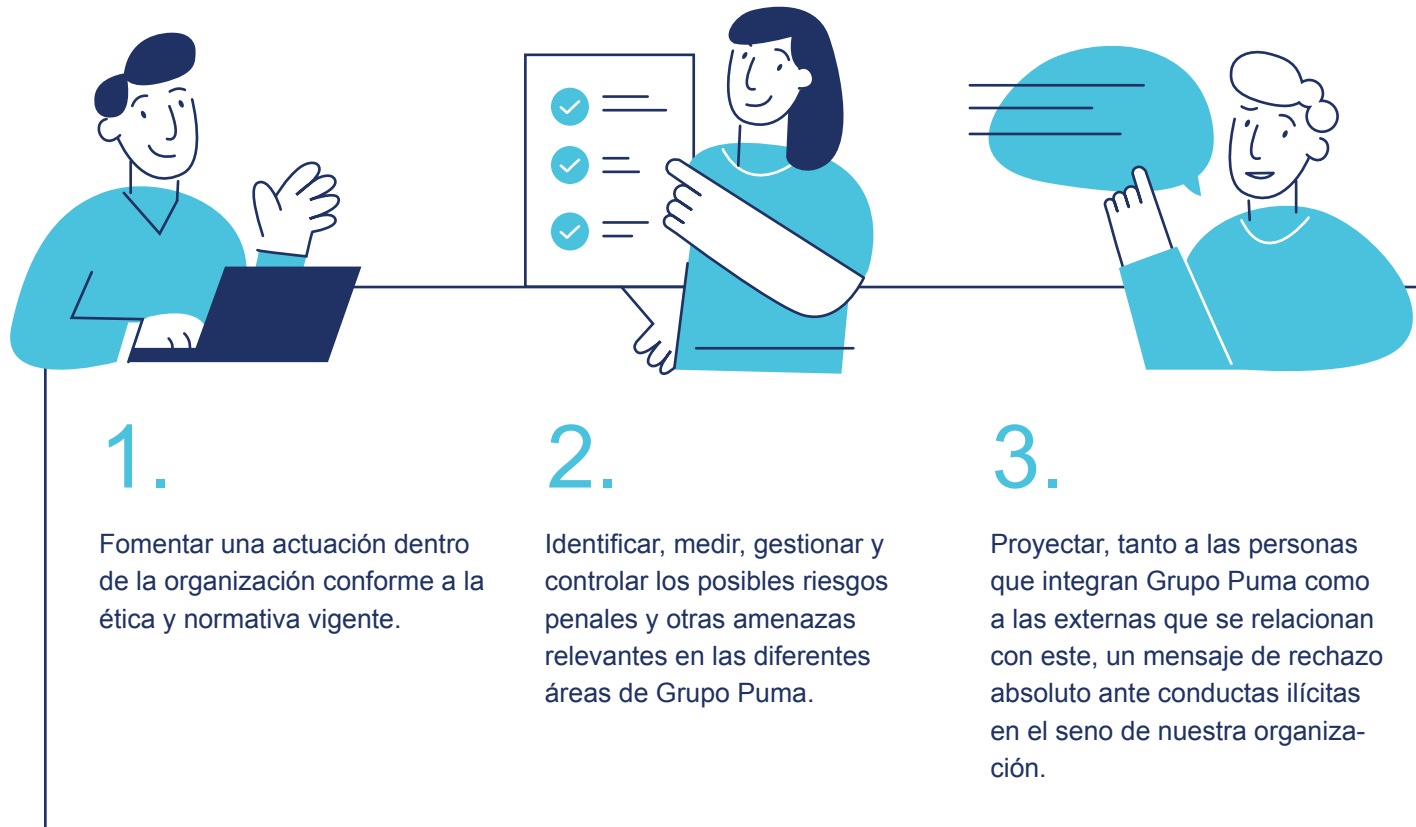 1.
Fomentar una actuación dentro
de la organización conforme a la
ética y normativa vigente.
2.
Identificar, medir, gestionar y
controlar los posibles riesgos
penales y otras amenazas
relevantes en las diferentes
áreas de Grupo Puma.
3.
Proyectar, tanto a las personas
que integran Grupo Puma como
a las externas que se relacionan
con este, un mensaje de rechazo
absoluto ante conductas ilícitas
en el seno de nuestra organiza-
ción.